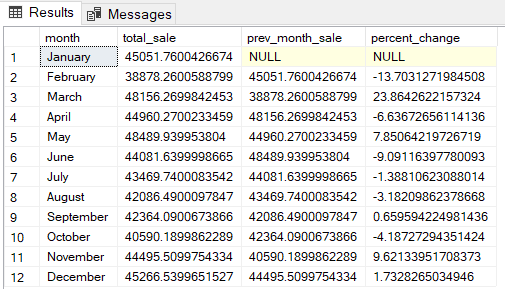 Results Messages
month total_sale prev_month_sale percent_change
1 January 45051.7600426674 NULL NULL
2 February 38878.2600588799 45051.7600426674 -13.7031271984508
3 March 48156.2699842453 38878.2600588799 23.8642622157324
4 April 44960.2700233459 48156.2699842453 -6.63672656114136
5 May 48489.939953804 44960.2700233459 7.85064219726719
6 June 44081.6399998665 48489.939953804 -9.09116397780093
7 July 43469.7400083542 44081.6399998665 -1.38810623088014
8 August 42086.4900097847 43469.7400083542 -3.18209862378668
9 September 42364.0900673866 42086.4900097847 0.659594224981436
10 October 40590.1899862289 42364.0900673866 -4.18727294351424
11 November 44495.5099754334 40590.1899862289 9.62133951708373
12 December 45266.5399651527 44495.5099754334 1.7328265034946